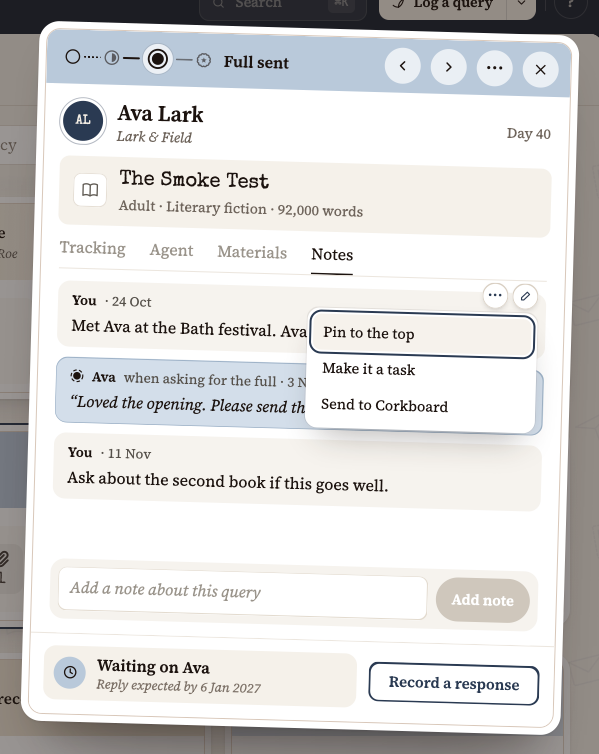 Search
⌘K
Log a query
?
Full sent
AL
Ava Lark
Lark & Field
Day 40
The Smoke Test
Adult · Literary fiction · 92,000 words
Tracking
Agent
Materials
Notes
You · 24 Oct
Met Ava at the Bath festival. Ava
Pin to the top
Make it a task
Send to Corkboard
Ava when asking for the full · 3 N
“Loved the opening. Please send th
You · 11 Nov
Ask about the second book if this goes well.
Add a note about this query
Add note
Waiting on Ava
Reply expected by 6 Jan 2027
Record a response
cy
e
Roe
rec